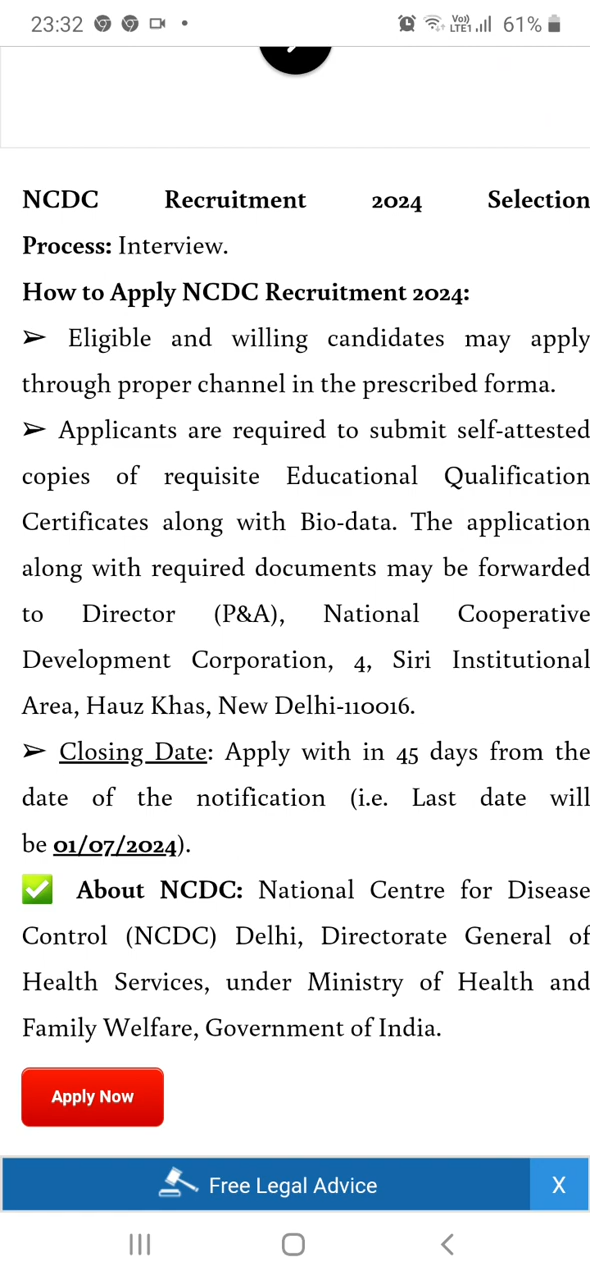 23:32 Vo)) LTE1 61%
NCDC Recruitment 2024 Selection
Process: Interview.
How to Apply NCDC Recruitment 2024:
➢ Eligible and willing candidates may apply
through proper channel in the prescribed forma.
➢ Applicants are required to submit self-attested
copies of requisite Educational Qualification
Certificates along with Bio-data. The application
along with required documents may be forwarded
to Director (P&A), National Cooperative
Development Corporation, 4, Siri Institutional
Area, Hauz Khas, New Delhi-110016.
➢ Closing Date: Apply with in 45 days from the
date of the notification (i.e. Last date will
be 01/07/2024).
✅ About NCDC: National Centre for Disease
Control (NCDC) Delhi, Directorate General of
Health Services, under Ministry of Health and
Family Welfare, Government of India.
Apply Now
Free Legal Advice X